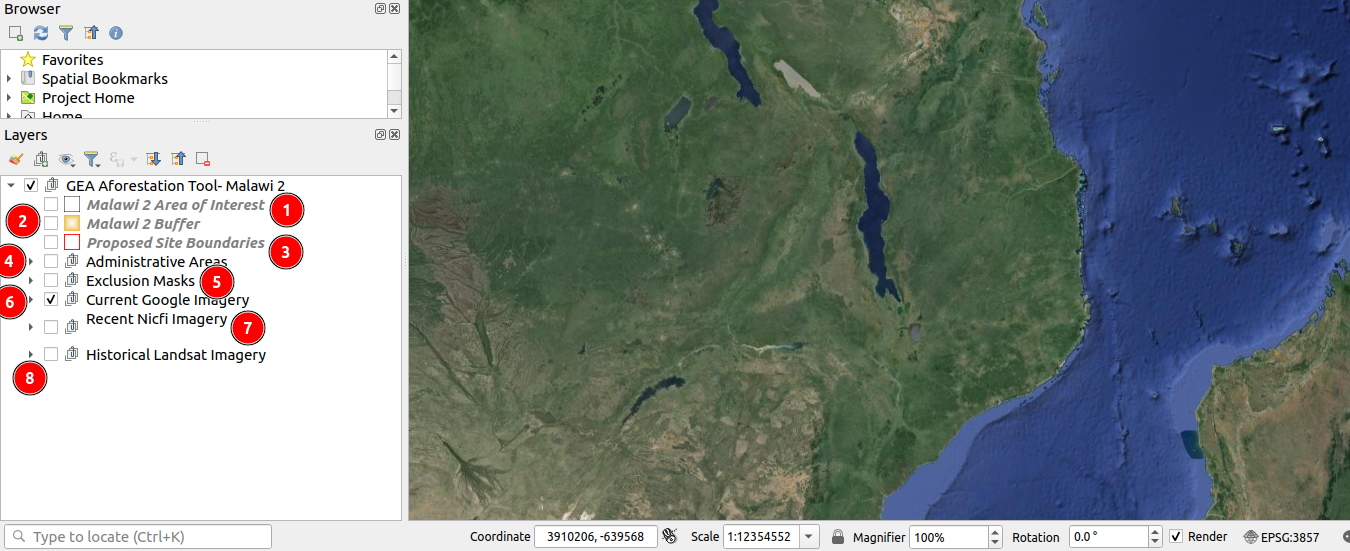 Browser
Favorites
Spatial Bookmarks
Project Home
Home
Layers
GEA Aforestation Tool- Malawi 2
Malawi 2 Area of Interest
1
2
Malawi 2 Buffer
Proposed Site Boundaries
3
4
Administrative Areas
Exclusion Masks
5
6
Current Google Imagery
Recent Nicfi Imagery
7
Historical Landsat Imagery
8
Type to locate (Ctrl+K)
Coordinate 3910206, -639568 Scale 1:12354552 Magnifier 100% Rotation 0.0 ° Render EPSG:3857